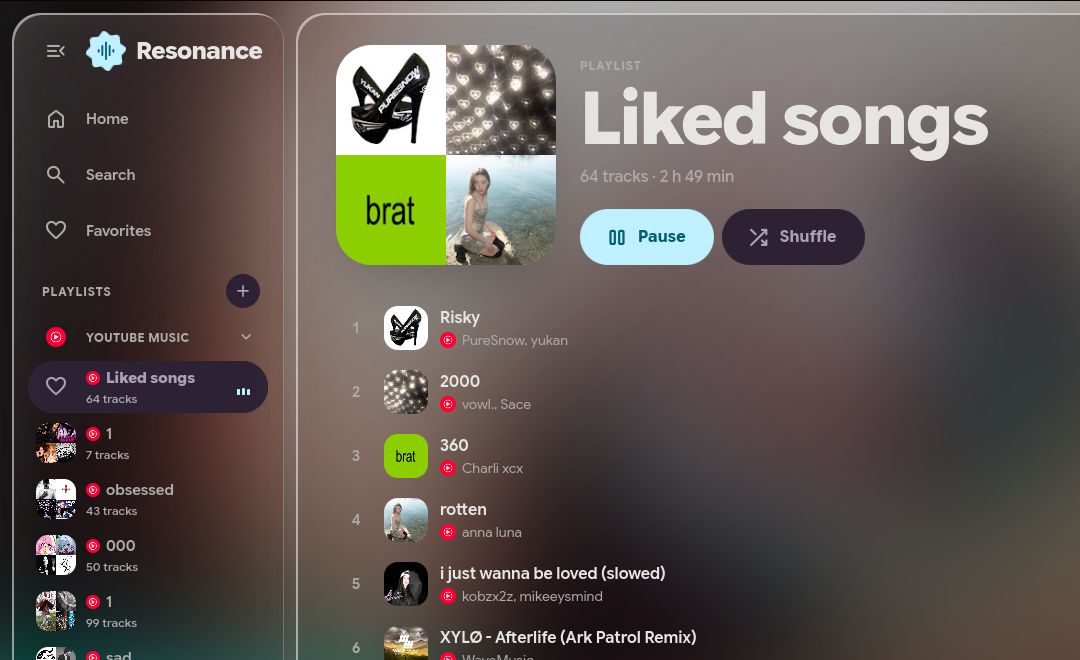 Resonance
Home
Search
Favorites
PLAYLISTS
YOUTUBE MUSIC
Liked songs
64 tracks
1
7 tracks
obsessed
43 tracks
000
50 tracks
1
99 tracks
sad
YUKAN
PURESNOW
brat
PLAYLIST
Liked songs
64 tracks · 2 h 49 min
Pause
Shuffle
1
Risky
PureSnow, yukan
2
2000
vowl., Sace
3
brat
360
Charli xcx
4
rotten
anna luna
5
i just wanna be loved (slowed)
kobzx2z, mikeeysmind
6
XYLØ - Afterlife (Ark Patrol Remix)
WaveMusic